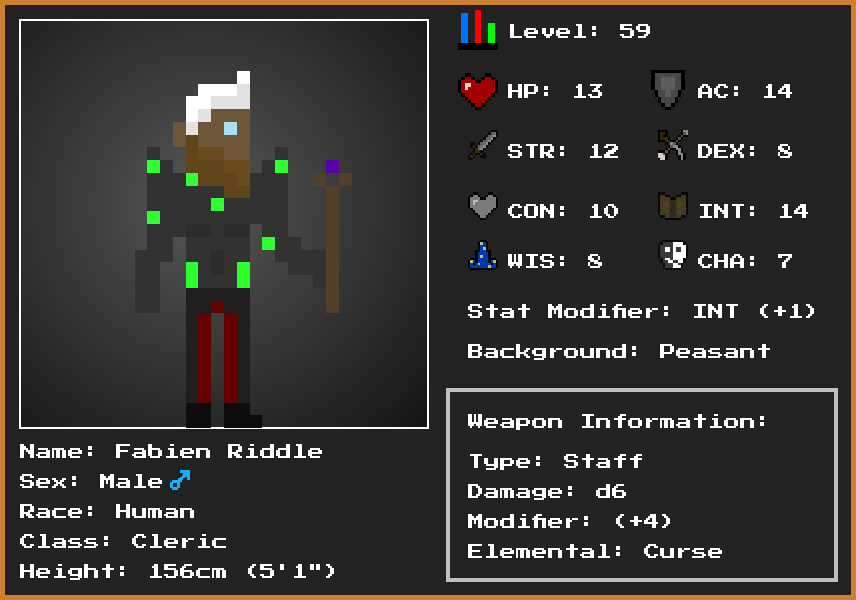 Level: 59
HP: 13
AC: 14
STR: 12
DEX: 8
CON: 10
INT: 14
WIS: 8
CHA: 7
Stat Modifier: INT (+1)
Background: Peasant
Weapon Information:
Type: Staff
Damage: d6
Modifier: (+4)
Elemental: Curse
Name: Fabien Riddle
Sex: Male♂
Race: Human
Class: Cleric
Height: 156cm (5'1")